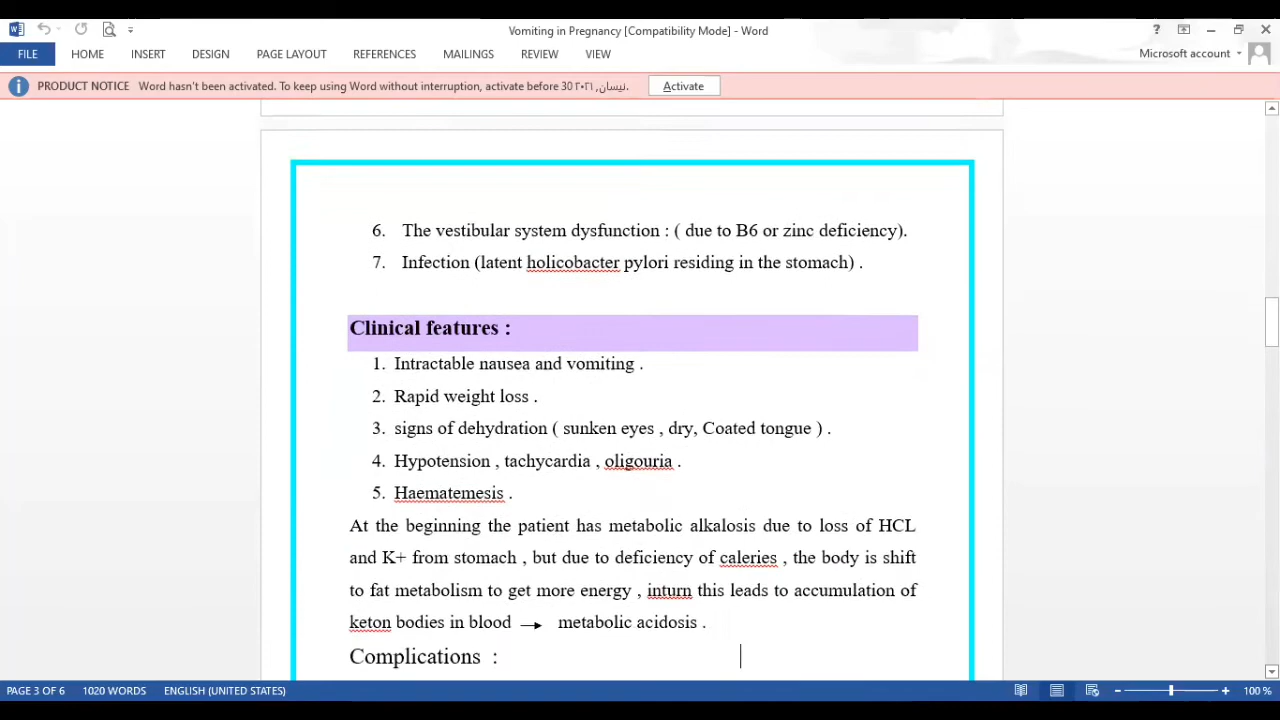 Vomiting in Pregnancy [Compatibility Mode] - Word
?
FILE HOME INSERT DESIGN PAGE LAYOUT REFERENCES MAILINGS REVIEW VIEW
Microsoft account
PRODUCT NOTICE Word hasn't been activated. To keep using Word without interruption, activate before 30 نيسان, ٢٠٢١. Activate
6. The vestibular system dysfunction : ( due to B6 or zinc deficiency).
7. Infection (latent holicobacter pylori residing in the stomach) .
Clinical features :
1. Intractable nausea and vomiting .
2. Rapid weight loss .
3. signs of dehydration ( sunken eyes , dry, Coated tongue ) .
4. Hypotension , tachycardia , oligouria .
5. Haematemesis .
At the beginning the patient has metabolic alkalosis due to loss of HCL
and K+ from stomach , but due to deficiency of caleries , the body is shift
to fat metabolism to get more energy , inturn this leads to accumulation of
keton bodies in blood → metabolic acidosis .
Complications :
PAGE 3 OF 6 1020 WORDS ENGLISH (UNITED STATES) 100 %